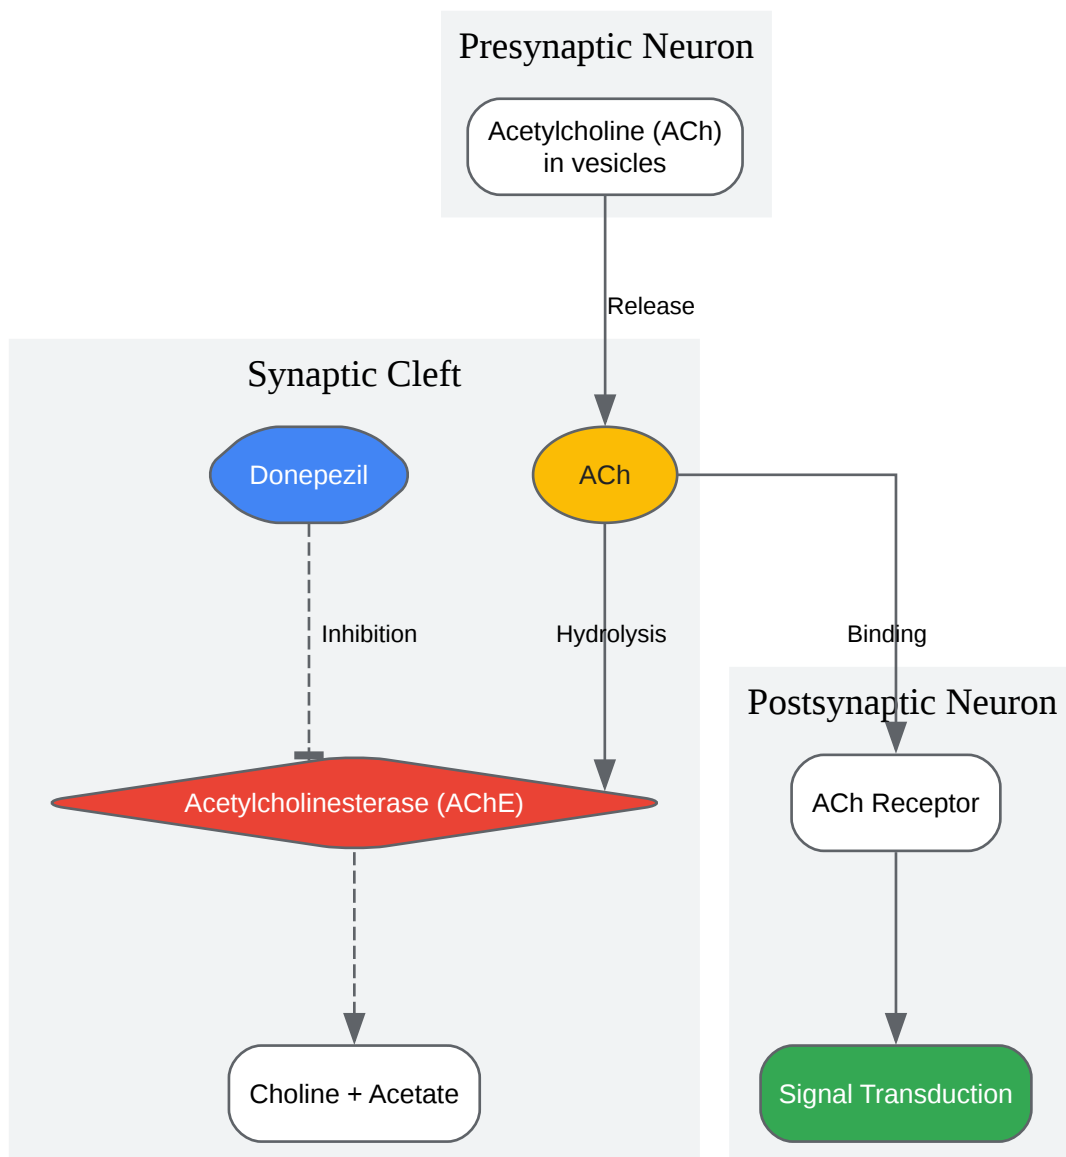 Presynaptic Neuron
Acetylcholine (ACh)
in vesicles
Release
Synaptic Cleft
Donepezil
ACh
Inhibition
Hydrolysis
Binding
Postsynaptic Neuron
Acetylcholinesterase (AChE)
ACh Receptor
Choline + Acetate
Signal Transduction